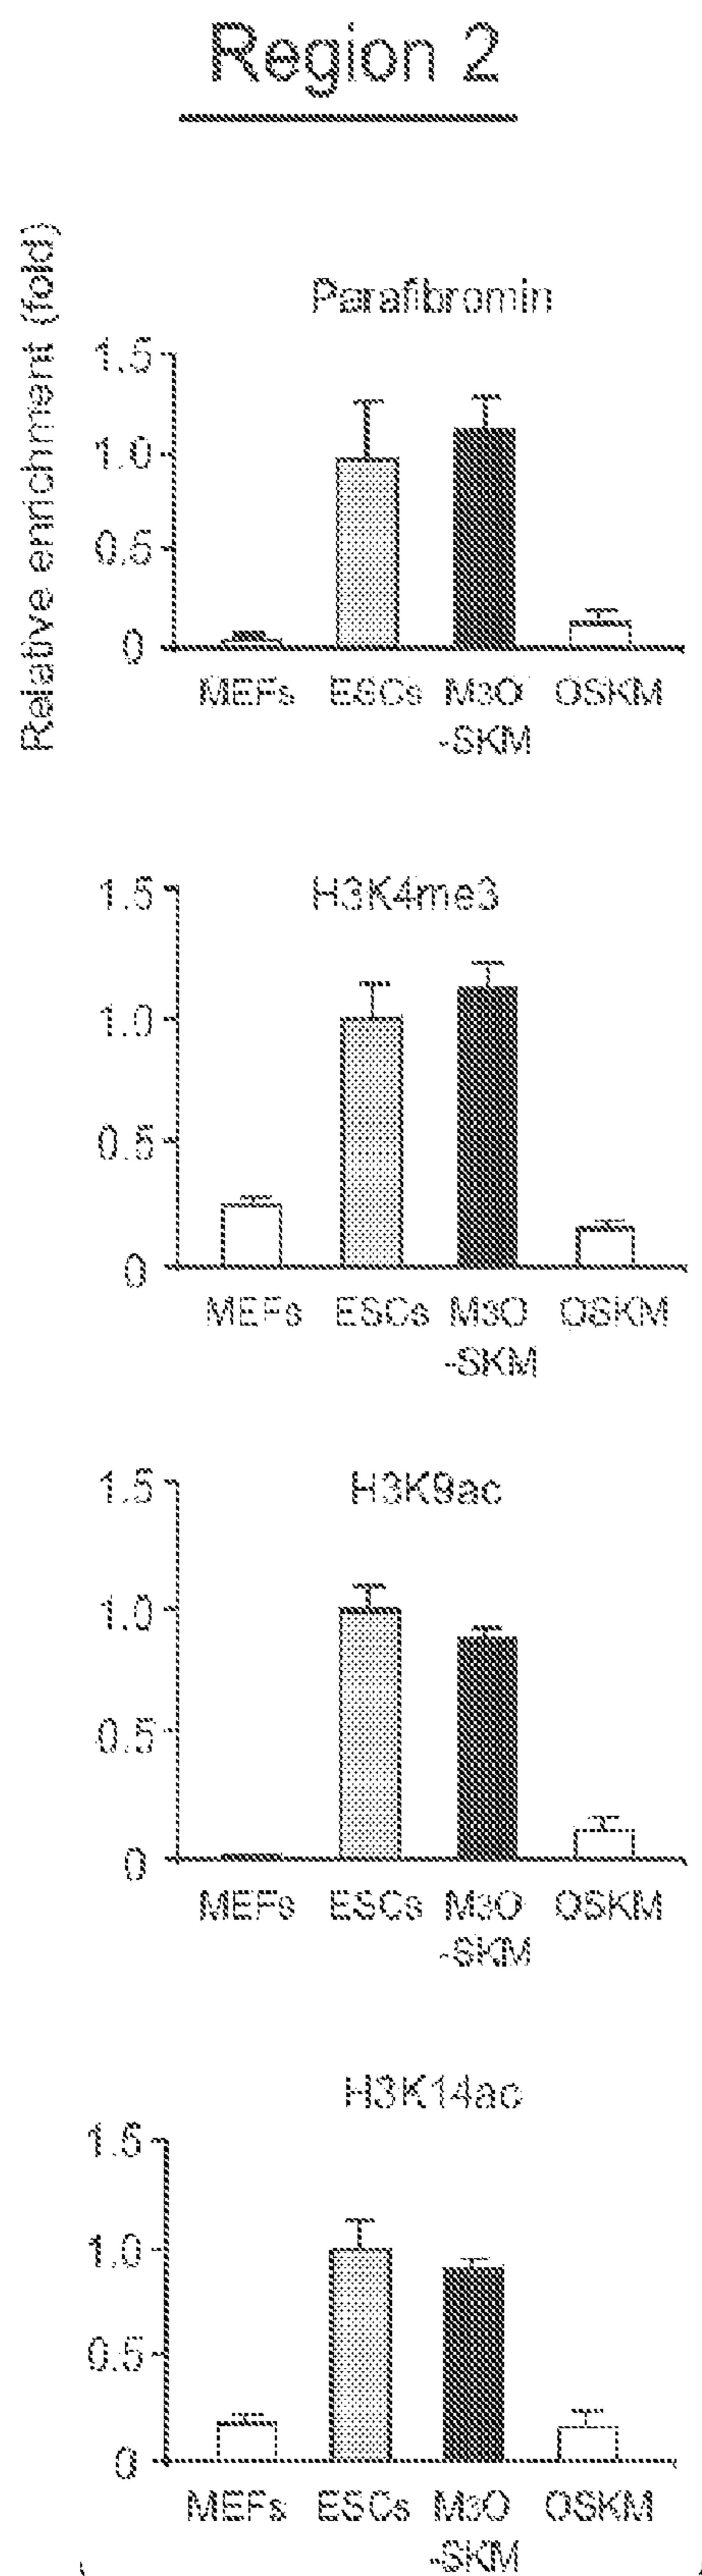 Region 2
Relative enrichment (fold)
Parafibromin
1.5
1.0
0.5
0
MEFs ESCs M3O OSKM
-SKM
H3K4me3
1.5
1.0
0.5
0
MEFs ESCs M3O OSKM
-SKM
H3K9ac
1.5
1.0
0.5
0
MEFs ESCs M3O OSKM
-SKM
H3K14ac
1.5
1.0
0.5
0
MEFs ESCs M3O OSKM
-SKM